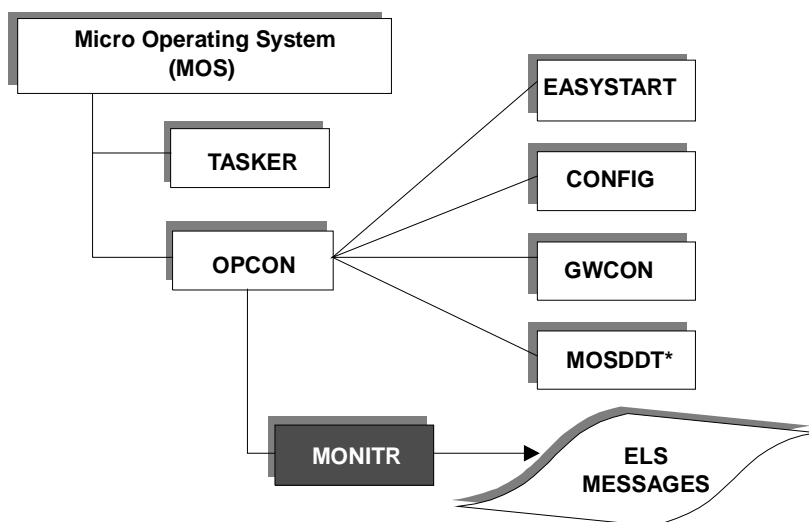 Micro Operating System
(MOS)
EASYSTART
TASKER
CONFIG
OPCON
GWCON
MOSDDT*
MONITR
ELS
MESSAGES